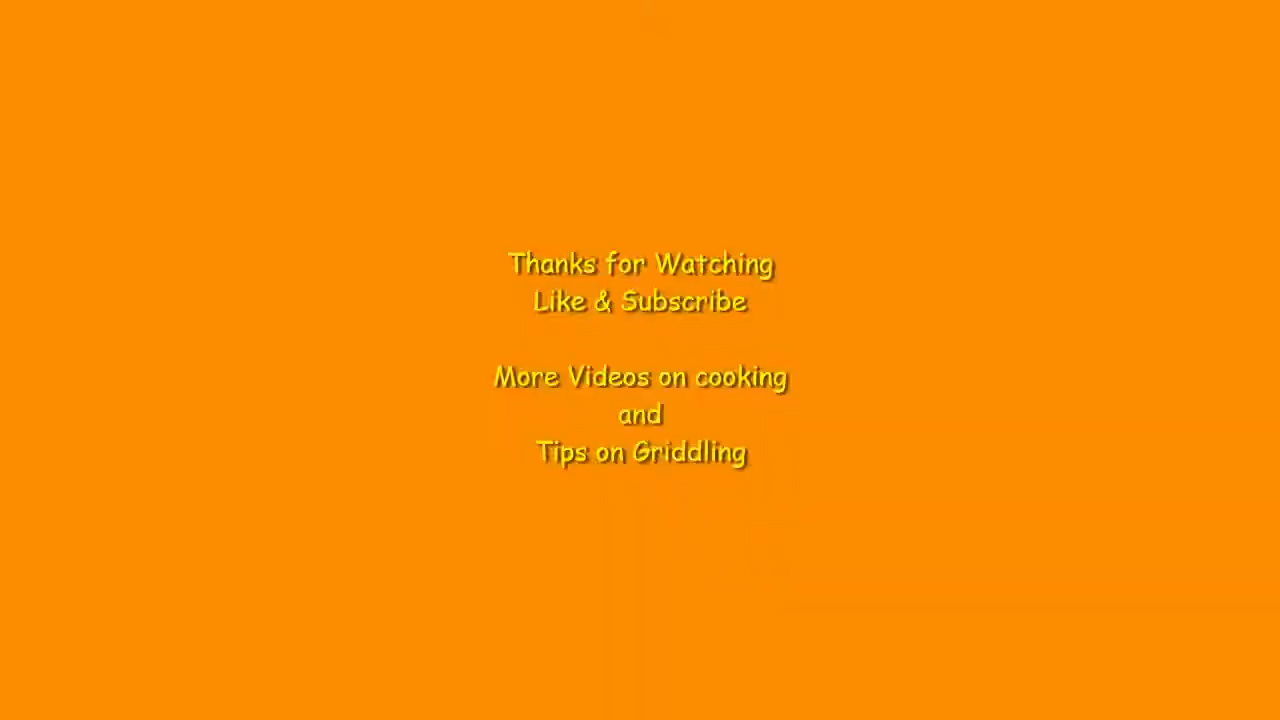 Thanks for Watching
Like & Subscribe
More Videos on cooking
and
Tips on Griddling